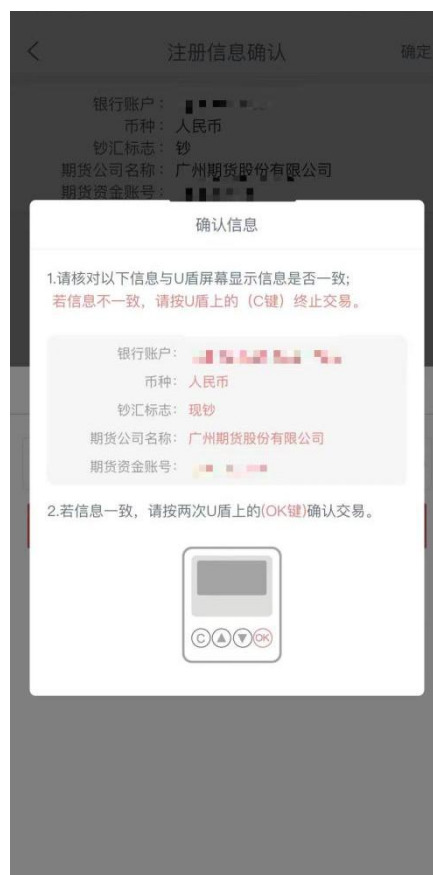 注册信息确认
确定
银行账户：
币种：人民币
钞汇标志：钞
期货公司名称：广州期货股份有限公司
期货资金账号：
确认信息
1.请核对以下信息与U盾屏幕显示信息是否一致;
若信息不一致，请按U盾上的（C键）终止交易。
银行账户：
币种：人民币
钞汇标志：现钞
期货公司名称：广州期货股份有限公司
期货资金账号：
2.若信息一致，请按两次U盾上的(OK键)确认交易。
C OK